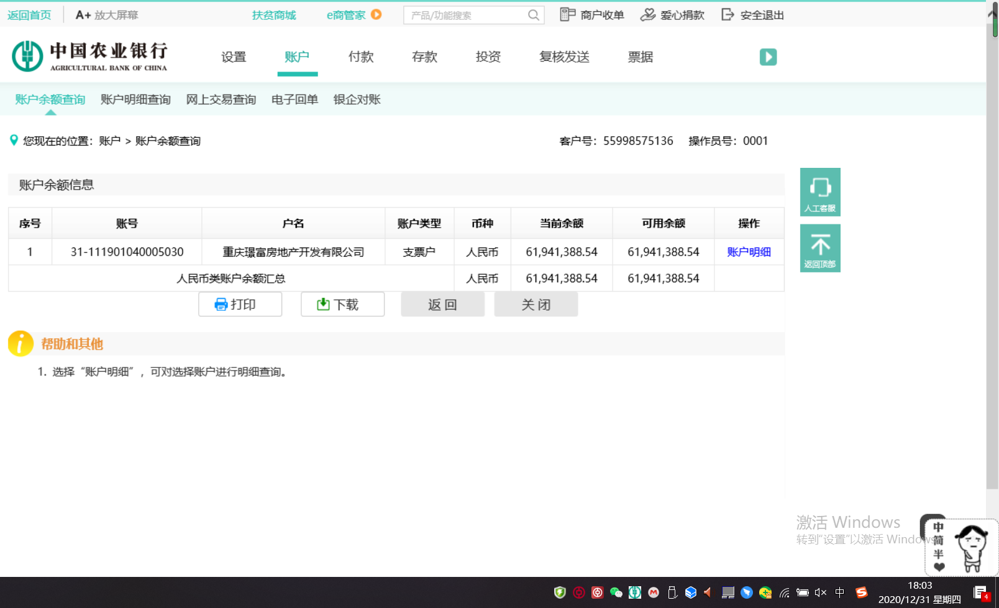 返回首页 A+ 放大屏幕 扶贫商城 e商管家 产品/功能搜索 商户收单 爱心捐款 安全退出
中国农业银行
AGRICULTURAL BANK OF CHINA
设置 账户 付款 存款 投资 复核发送 票据
账户余额查询 账户明细查询 网上交易查询 电子回单 银企对账
您现在的位置：账户 > 账户余额查询 客户号：55998575136 操作员号：0001
账户余额信息
序号 账号 户名 账户类型 币种 当前余额 可用余额 操作
1 31-111901040005030 重庆璟富房地产开发有限公司 支票户 人民币 61,941,388.54 61,941,388.54 账户明细
人民币类账户余额汇总 人民币 61,941,388.54 61,941,388.54
打印 下载 返回 关闭
人工客服
返回顶部
帮助和其他
1. 选择“账户明细”，可对选择账户进行明细查询。
激活 Windows
转到“设置”以激活 Windows
中
简
半
中
18:03
2020/12/31 星期四
4